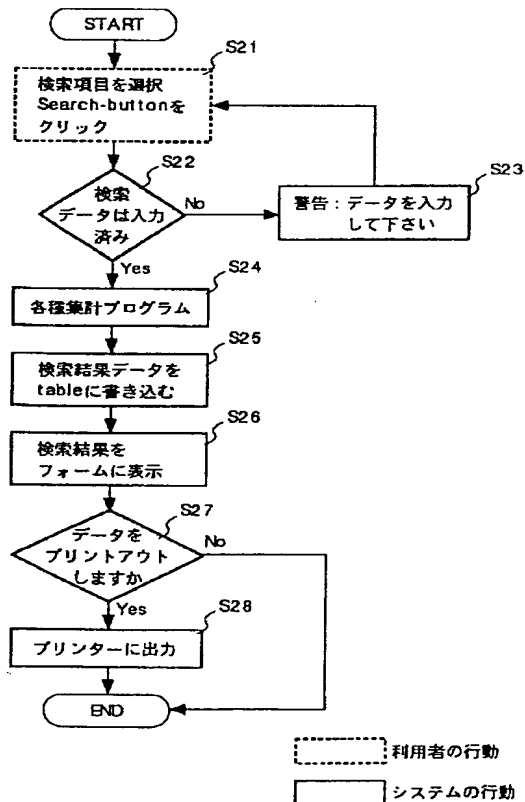 START
S21
検索項目を選択
Search-buttonを
クリック
S22
検索
データは入力
済み
No
S23
警告：データを入力
して下さい
Yes
S24
各種集計プログラム
S25
検索結果データを
tableに書き込む
S26
検索結果を
フォームに表示
S27
データを
プリントアウト
しますか
No
Yes
S28
プリンターに出力
END
利用者の行動
システムの行動